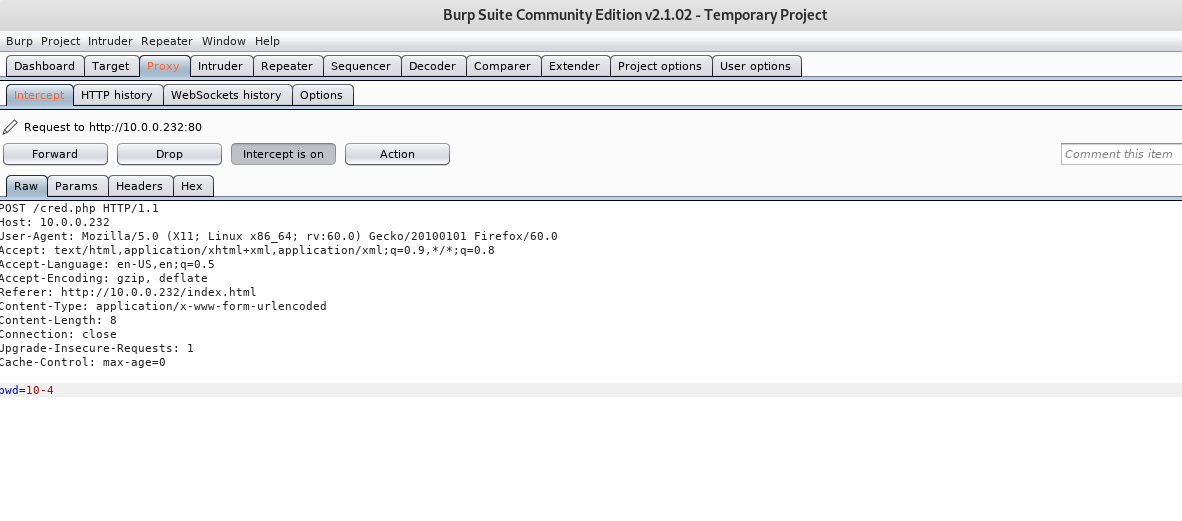 Burp Suite Community Edition v2.1.02 - Temporary Project
Burp Project Intruder Repeater Window Help
Dashboard Target Proxy Intruder Repeater Sequencer Decoder Comparer Extender Project options User options
Intercept HTTP history WebSockets history Options
Request to http://10.0.0.232:80
Forward Drop Intercept is on Action Comment this item
Raw Params Headers Hex
POST /cred.php HTTP/1.1
Host: 10.0.0.232
User-Agent: Mozilla/5.0 (X11; Linux x86_64; rv:60.0) Gecko/20100101 Firefox/60.0
Accept: text/html,application/xhtml+xml,application/xml;q=0.9,*/*;q=0.8
Accept-Language: en-US,en;q=0.5
Accept-Encoding: gzip, deflate
Referer: http://10.0.0.232/index.html
Content-Type: application/x-www-form-urlencoded
Content-Length: 8
Connection: close
Upgrade-Insecure-Requests: 1
Cache-Control: max-age=0
pwd=10-4